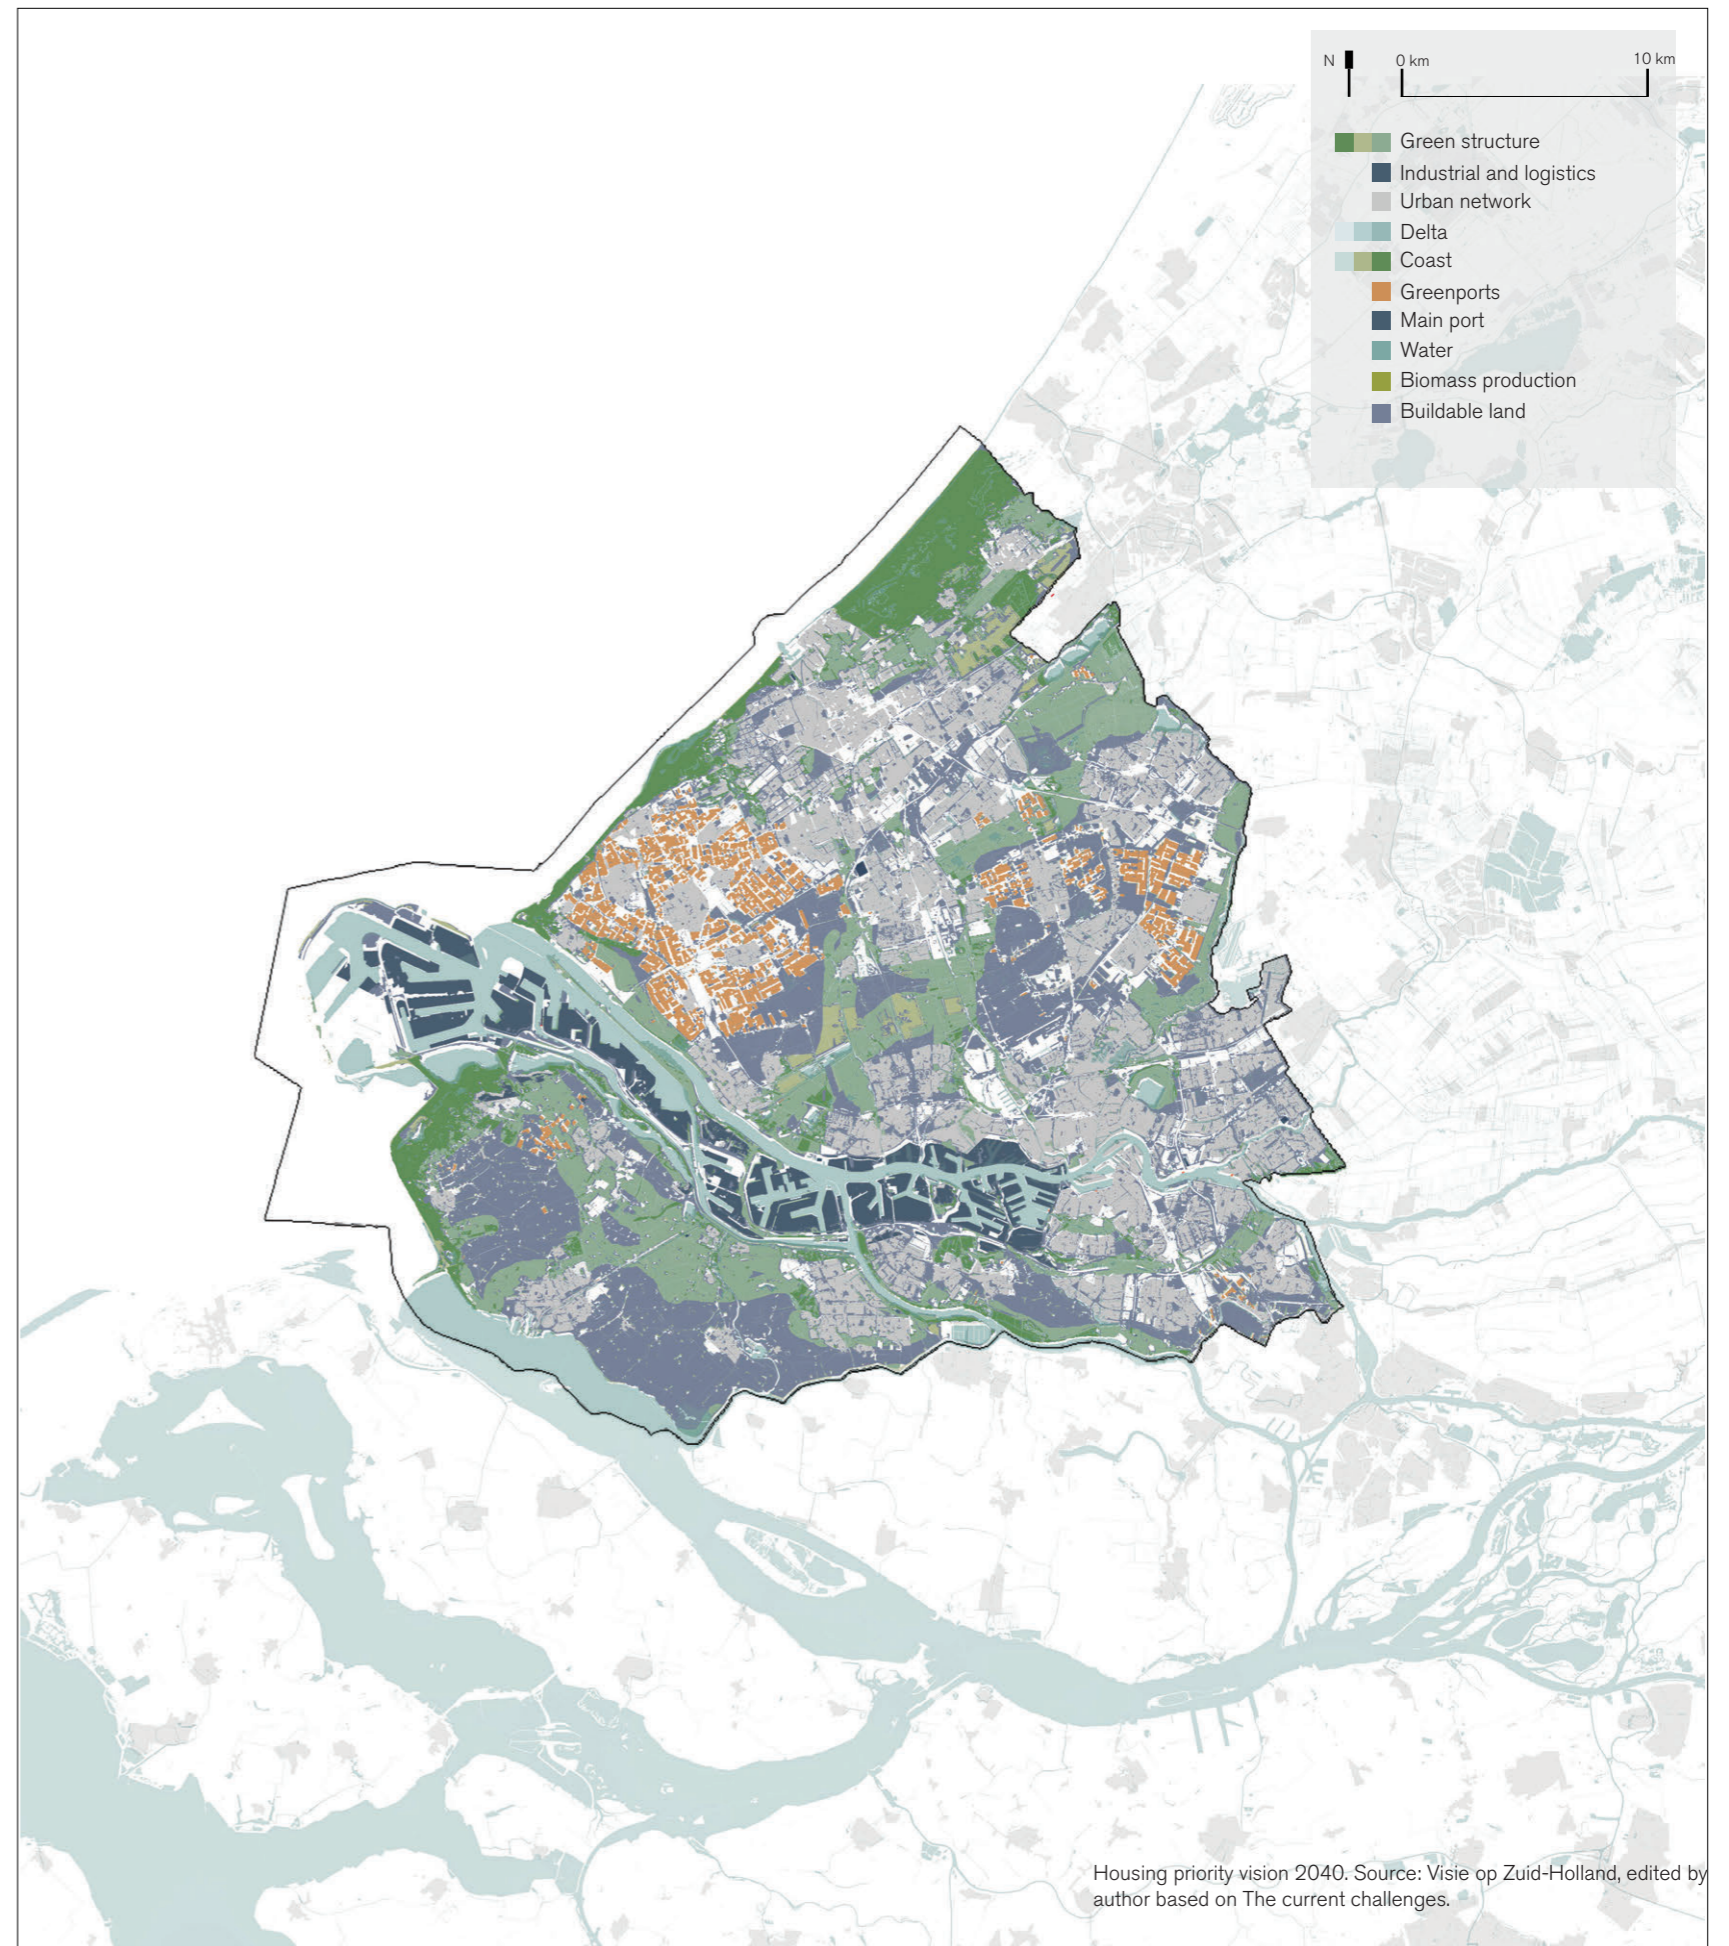 N
0 km
10 km
Green structure
Industrial and logistics
Urban network
Delta
Coast
Greenports
Main port
Water
Biomass production
Buildable land
Housing priority vision 2040. Source: Visie op Zuid-Holland, edited by
author based on The current challenges.